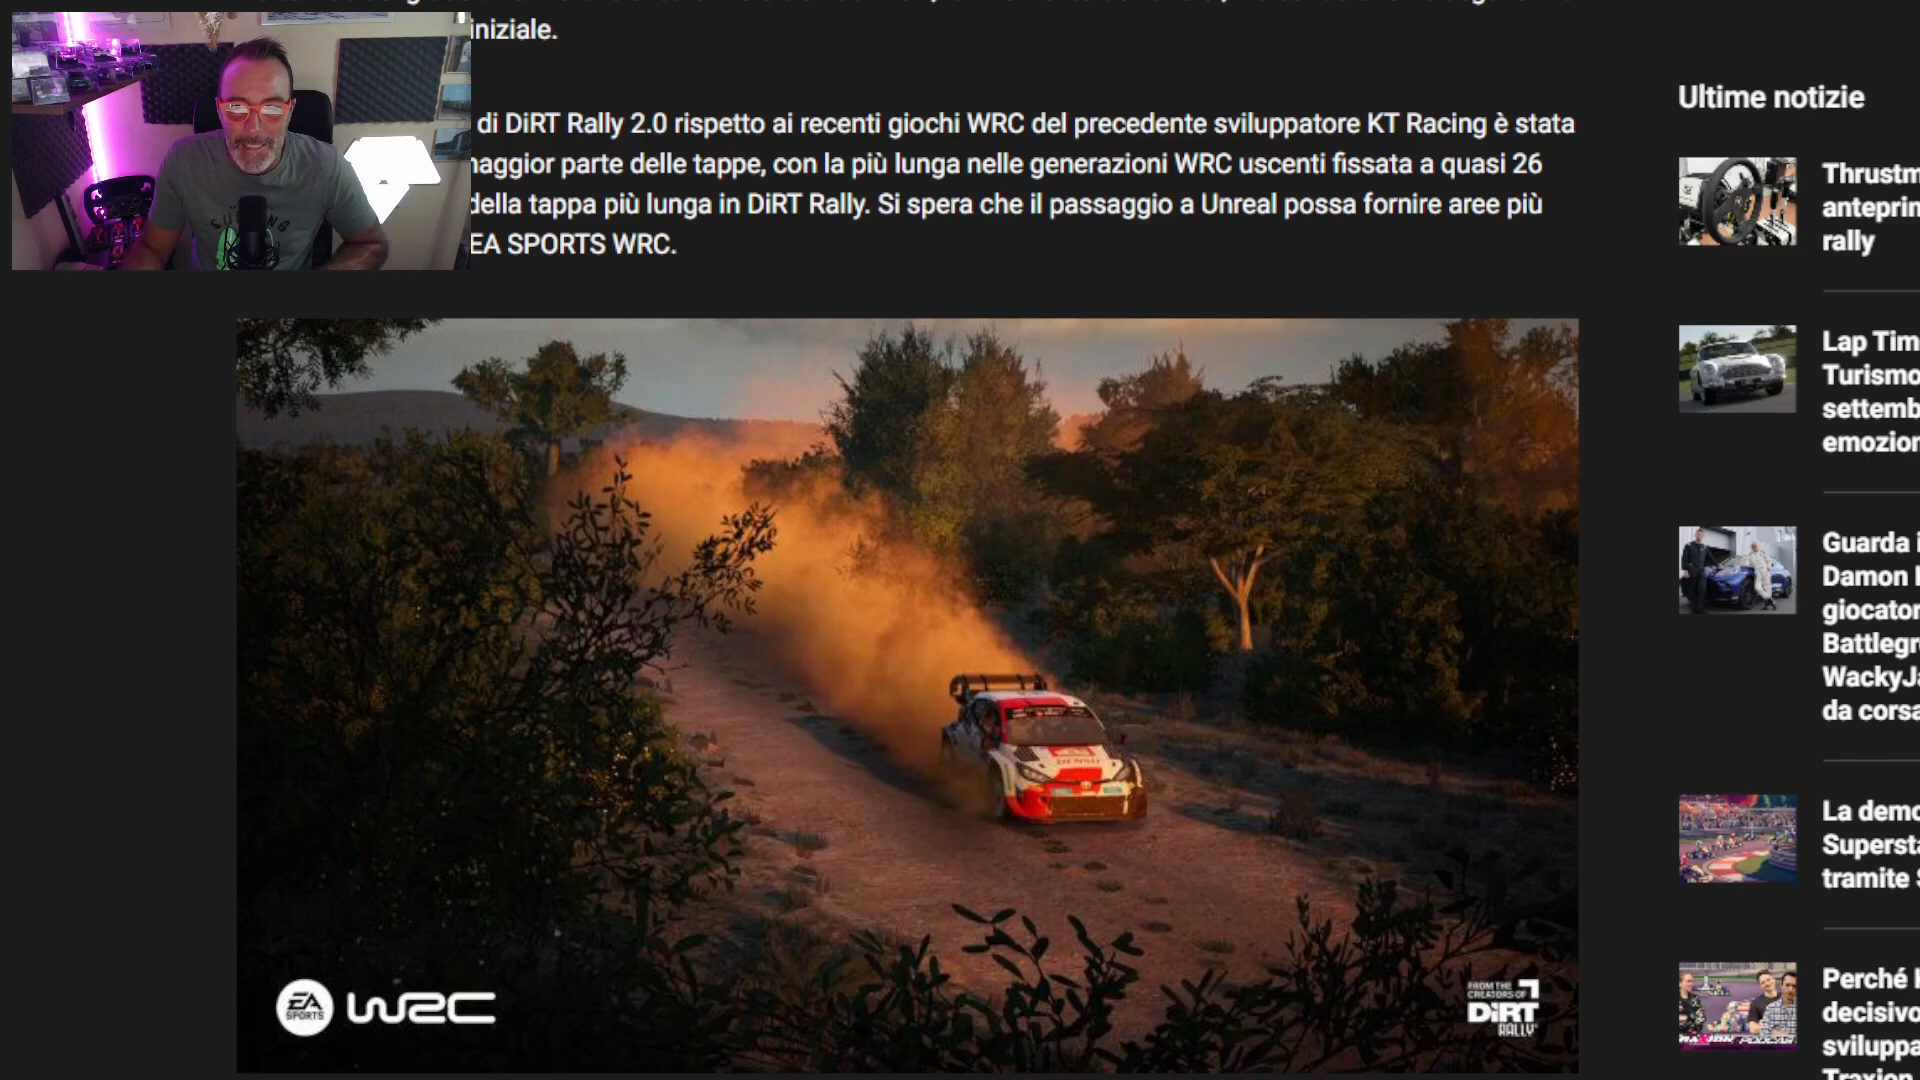 iniziale.
di DiRT Rally 2.0 rispetto ai recenti giochi WRC del precedente sviluppatore KT Racing è stata
maggior parte delle tappe, con la più lunga nelle generazioni WRC uscenti fissata a quasi 26
della tappa più lunga in DiRT Rally. Si spera che il passaggio a Unreal possa fornire aree più
EA SPORTS WRC.
EA SPORTS WRC
FROM THE CREATORS OF
DiRT
RALLY
Ultime notizie
Thrustm
anteprim
rally
Lap Tim
Turismo
settemb
emozion
Guarda i
Damon
giocator
Battlegr
WackyJa
da corsa
La demo
Supersta
tramite S
Perché
decisivo
sviluppa
Traxion